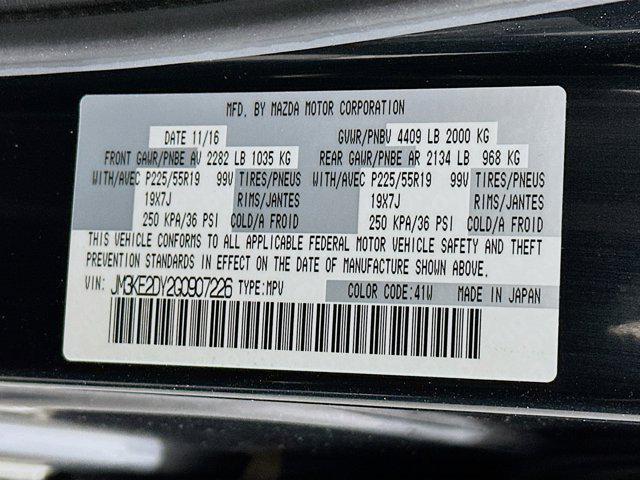 MFD. BY MAZDA MOTOR CORPORATION
DATE 11/16 GVWR/PNBV 4409 LB 2000 KG
FRONT GAWR/PNBE AV 2282 LB 1035 KG REAR GAWR/PNBE AR 2134 LB 968 KG
WITH/AVEC P225/55R19 99V TIRES/PNEUS WITH/AVEC P225/55R19 99V TIRES/PNEUS
19X7J RIMS/JANTES 19X7J RIMS/JANTES
250 KPA/36 PSI COLD/A FROID 250 KPA/36 PSI COLD/A FROID
THIS VEHICLE CONFORMS TO ALL APPLICABLE FEDERAL MOTOR VEHICLE SAFETY AND THEFT
PREVENTION STANDARDS IN EFFECT ON THE DATE OF MANUFACTURE SHOWN ABOVE.
VIN: JM3KE2DY2G0907226 TYPE:MPV COLOR CODE:41W MADE IN JAPAN